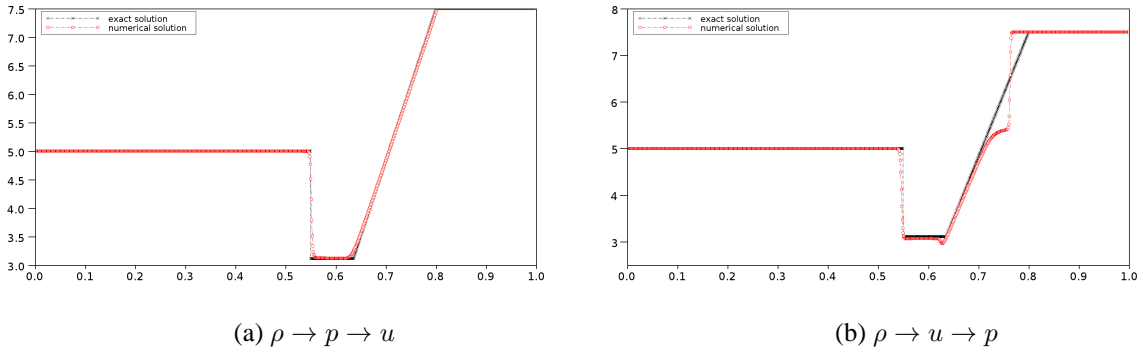 7.5
7.0
6.5
6.0
5.5
5.0
4.5
4.0
3.5
3.0
0.0 0.1 0.2 0.3 0.4 0.5 0.6 0.7 0.8 0.9 1.0
exact solution
numerical solution
(a) ρ → p → u
8
7
6
5
4
3
0.0 0.1 0.2 0.3 0.4 0.5 0.6 0.7 0.8 0.9 1.0
exact solution
numerical solution
(b) ρ → u → p